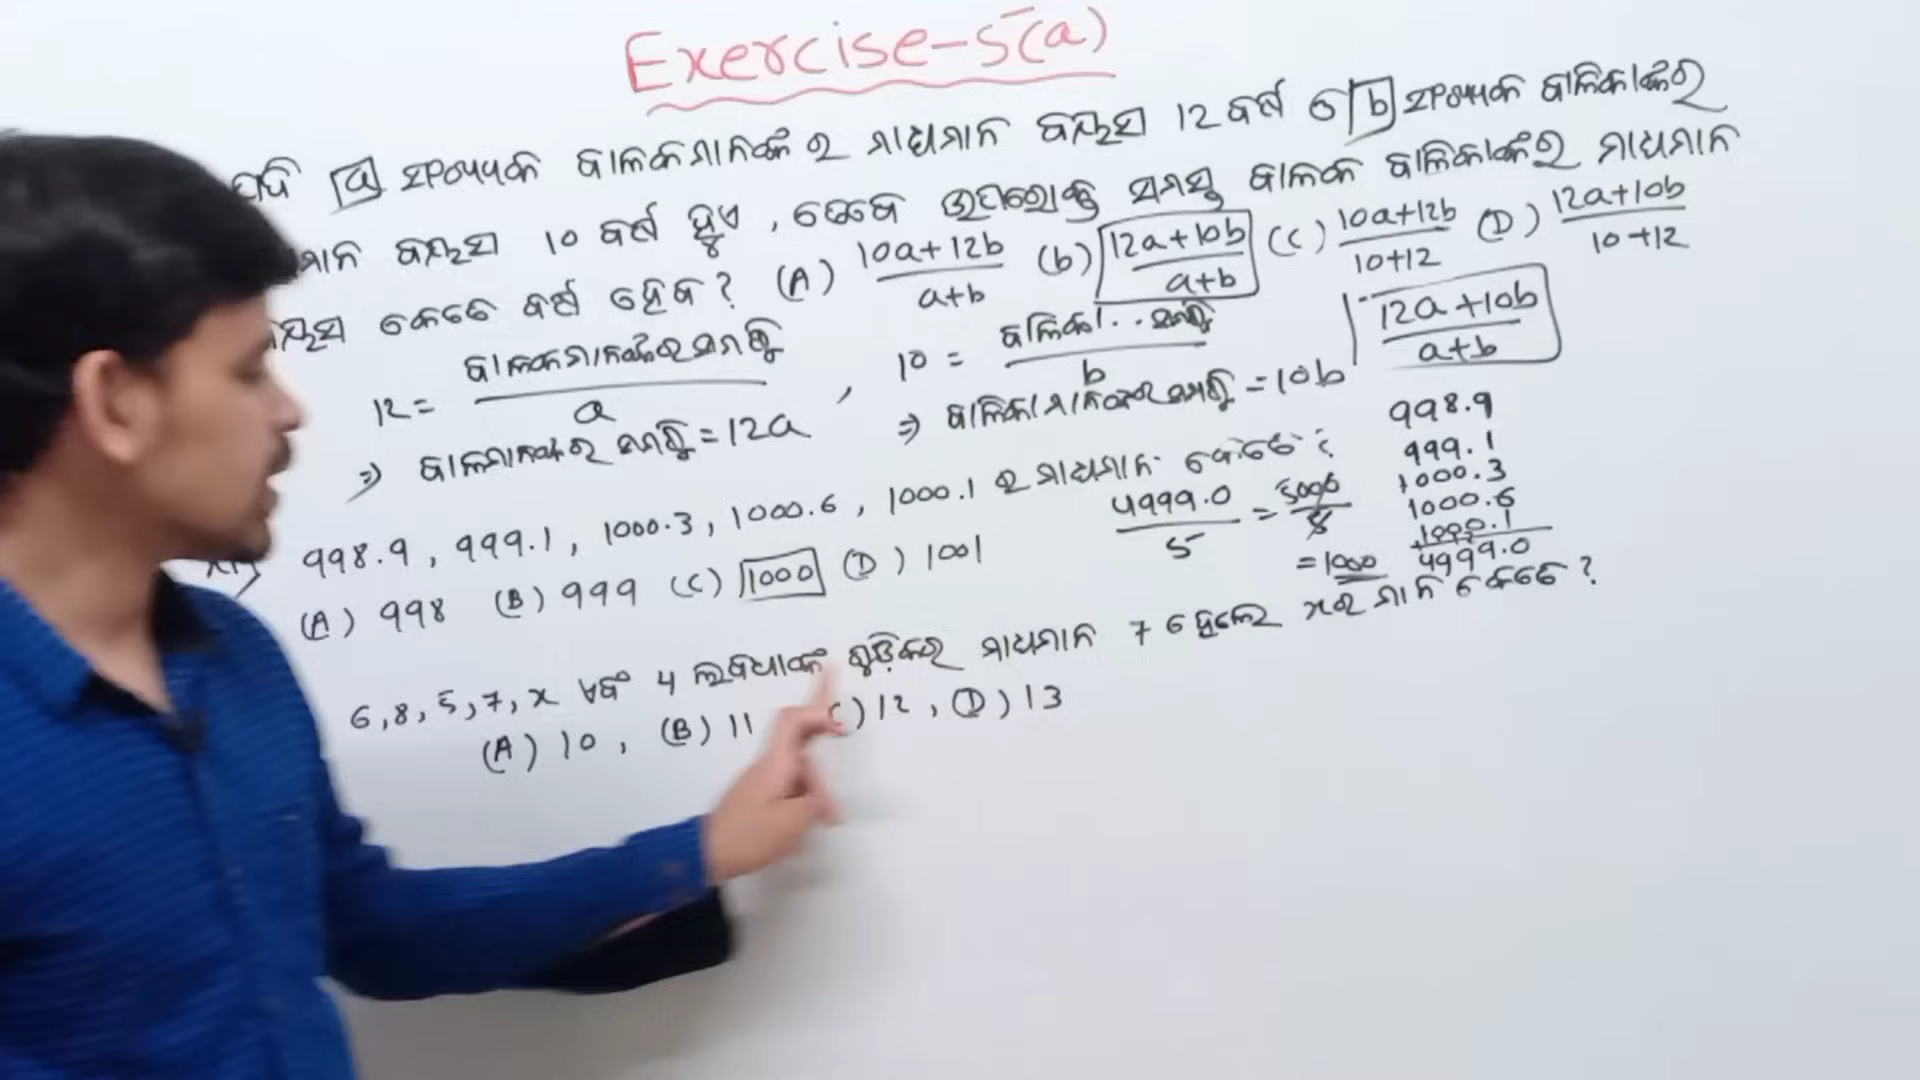 Exercise-5(a)
ଯଦି a ସଂଖ୍ୟକ ବାଳକମାନଙ୍କର ମାଧ୍ୟମାନ ବୟସ 12 ବର୍ଷ ଓ b ସଂଖ୍ୟକ ବାଳିକାଙ୍କର
ବୟସ 10 ବର୍ଷ ହୁଏ , ତେବେ ଉପରୋକ୍ତ ସମସ୍ତ ବାଳକ ବାଳିକାଙ୍କର ମାଧ୍ୟମାନ
କେତେ ବର୍ଷ ହେବ ? (A) 10a+12b/a+b (b) 12a+10b/a+b (C) 10a+12b/10+12 (D) 12a+10b/10+12
12 = ବାଳକମାନଙ୍କର ସମଷ୍ଟି/a , 10 = ବାଳିକା.. ସମଷ୍ଟି/b 12a+10b/a+b
⇒ ବାଳମାନଙ୍କର ସମଷ୍ଟି = 12a ⇒ ବାଳିକାମାନଙ୍କର ସମଷ୍ଟି = 10b
998.9, 999.1, 1000.3, 1000.6, 1000.1 ର ମାଧ୍ୟମାନ କେତେ ?
(A) 998 (B) 999 (C) 1000 (D) 1001
4999.0/5 = 5000/5
= 1000
998.9
999.1
1000.3
1000.6
+1000.1
4999.0
6,8,5,7,x ଏବଂ 4 ଲବ୍ଧାଙ୍କ ଗୁଡ଼ିକର ମାଧ୍ୟମାନ 7 ହେଲେ xର ମାନ କେତେ ?
(A) 10 , (B) 11 C) 12 , (D) 13